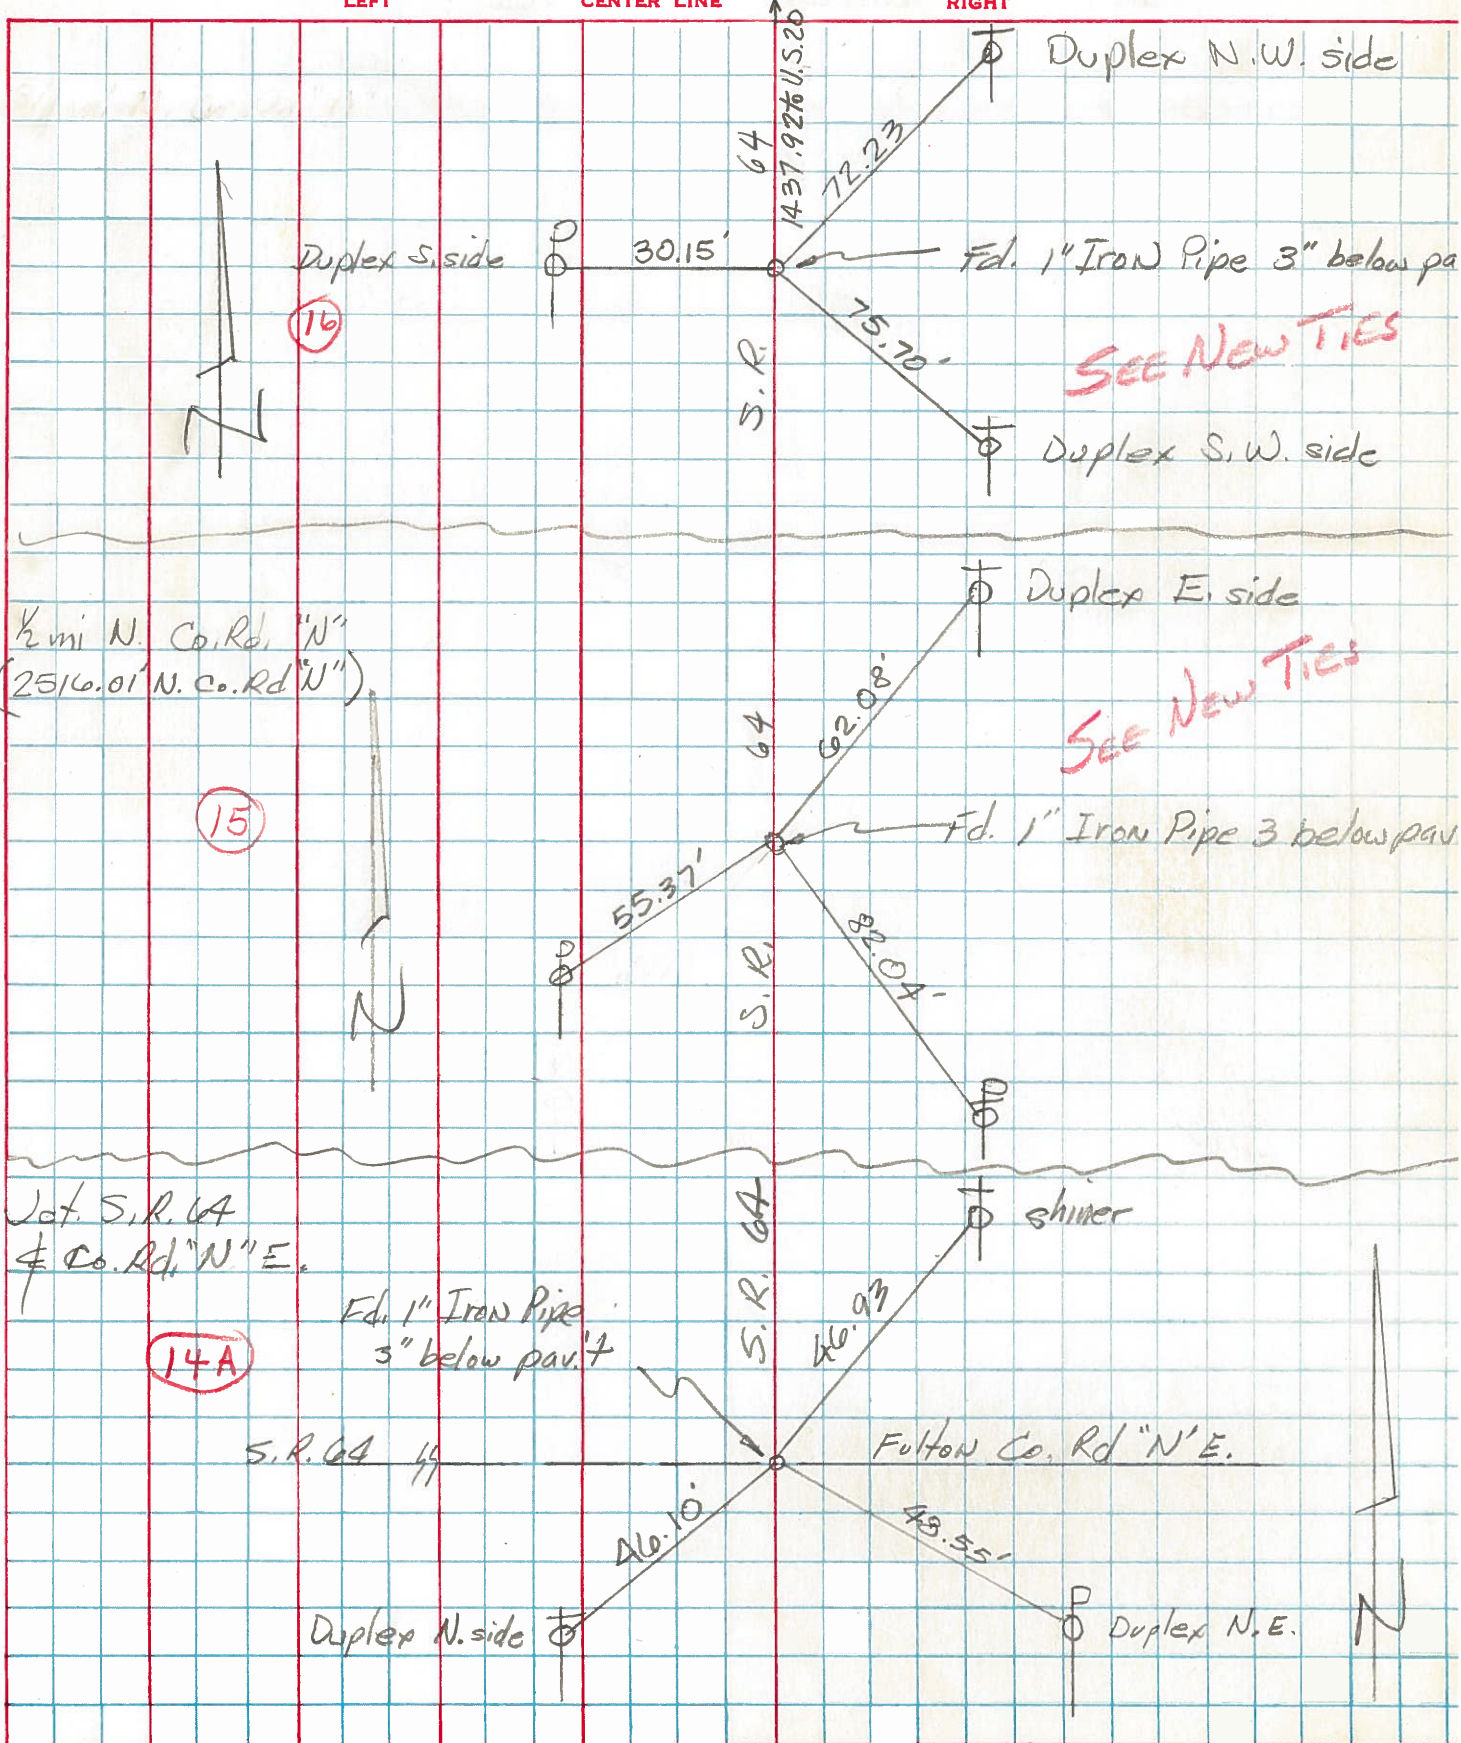 LEFT
CENTER LINE
RIGHT
1437.92 to U.S.20
S.R. 64
Duplex N.W. side
72.23
Duplex S. side
30.15'
Fd. 1" Iron Pipe 3" below pa
16
75.70'
SEE NEW TIES
N
Duplex S.W. side
Duplex E. side
½ mi N. Co. Rd. "N"
(2516.01' N. Co. Rd "N")
62.08'
SEE NEW TIES
S.R. 64
15
Fd. 1" Iron Pipe 3 below pav
55.37'
82.04'
N
Jct. S.R. 64
& Co. Rd. "N" E.
shiner
S.R. 64
Fd. 1" Iron Pipe
3" below pav.'t
46.93
14A
S.R. 64
Fulton Co. Rd "N" E.
46.10'
48.55'
Duplex N. side
Duplex N.E.
N